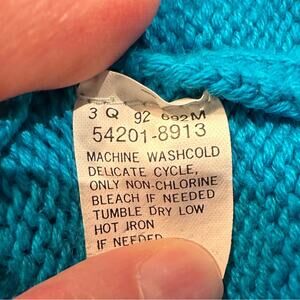 3 Q 92 692M
54201-8913
MACHINE WASHCOLD
DELICATE CYCLE,
ONLY NON-CHLORINE
BLEACH IF NEEDED
TUMBLE DRY LOW
HOT IRON
IF NEEDED